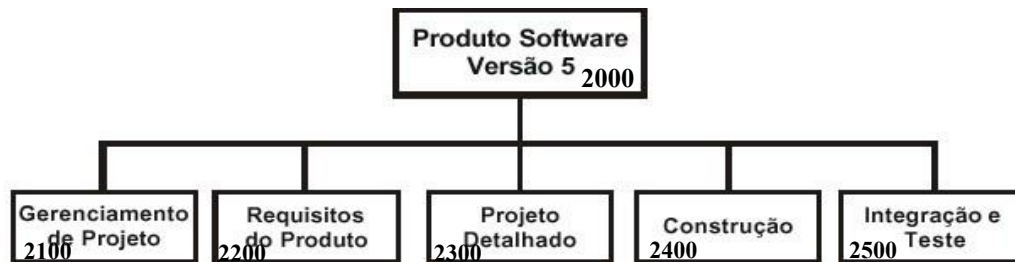 Produto Software
Versão 5 2000
Gerenciamento
de Projeto
2100
Requisitos
do Produto
2200
Projeto
Detalhado
2300
Construção
2400
Integração e
Teste
2500